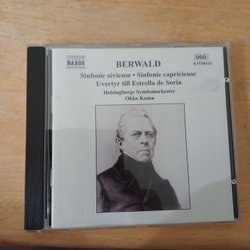 NAXOS
DDD
BERWALD
Sinfonie sérieuse • Sinfonie capricieuse
Uvertyr till Estrella de Soria
Helsingborgs Symfoniorkester
Okko Kamu